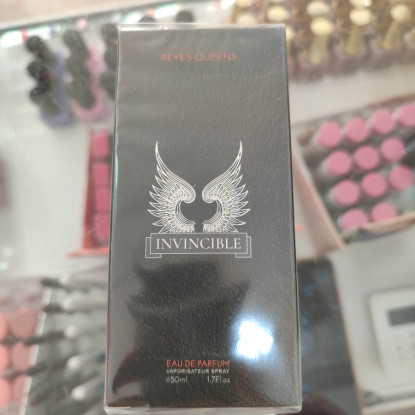 REYES QUEENS
INVINCIBLE
EAU DE PARFUM
VAPORISATEUR SPRAY
℮50ml 1.7Fl oz